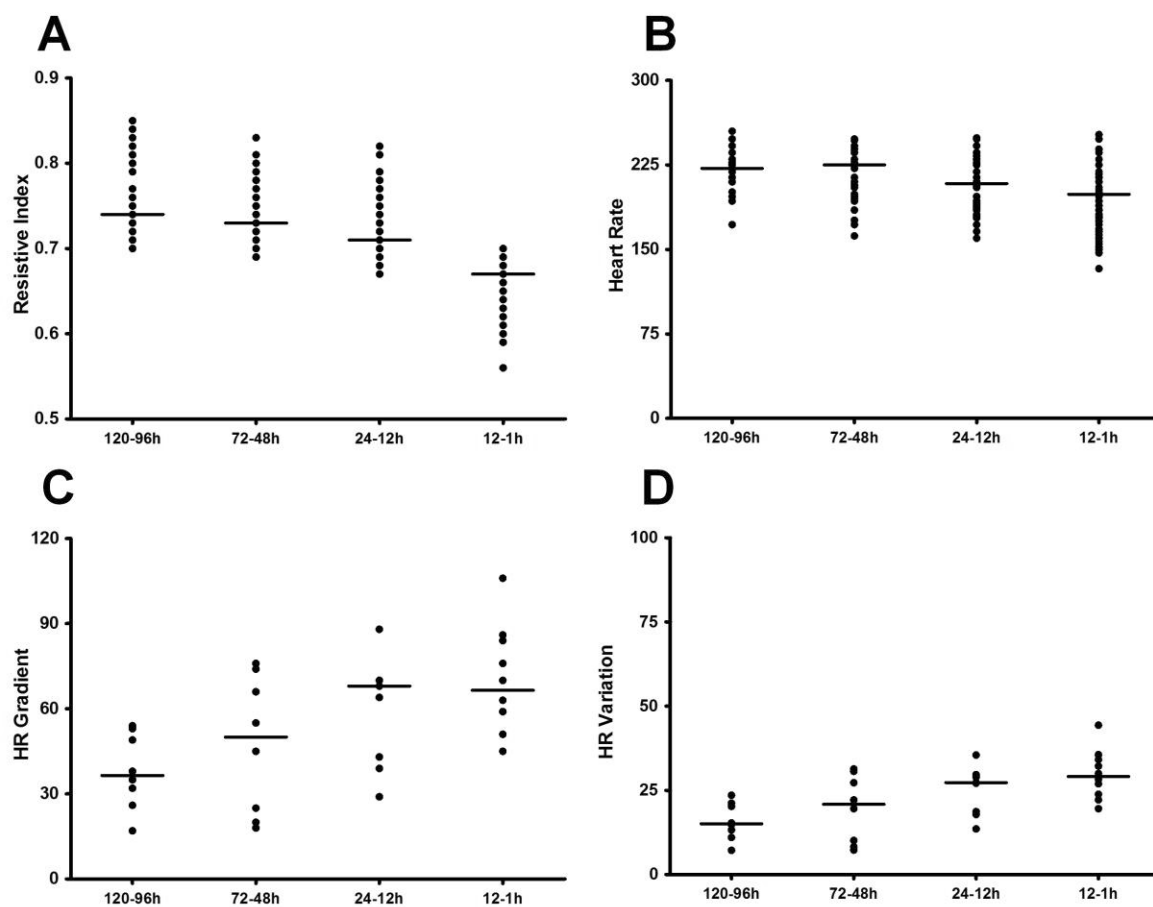 A
Resistive Index
0.9
0.8
0.7
0.6
0.5
120-96h 72-48h 24-12h 12-1h
B
Heart Rate
300
225
150
75
0
120-96h 72-48h 24-12h 12-1h
C
HR Gradient
120
90
60
30
0
120-96h 72-48h 24-12h 12-1h
D
HR Variation
100
75
50
25
0
120-96h 72-48h 24-12h 12-1h